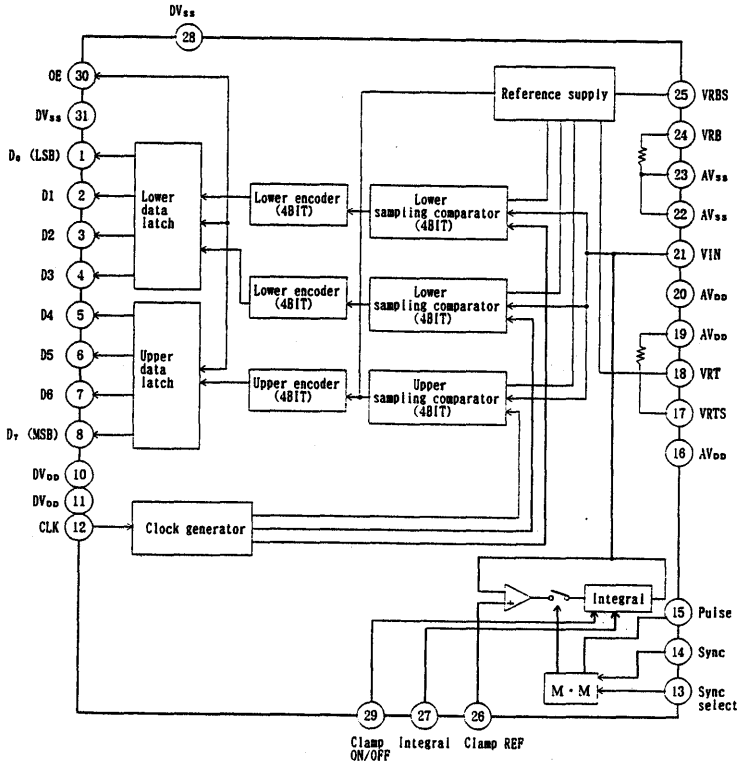 DVss
28
OE
30
DVss
31
D₀ (LSB)
1
D1
2
D2
3
D3
4
D4
5
D5
6
D6
7
D₇ (MSB)
8
DVDD
10
DVDD
11
CLK
12
Lower
data
latch
Upper
data
latch
Lower encoder
(4BIT)
Lower encoder
(4BIT)
Upper encoder
(4BIT)
Lower
sampling comparator
(4BIT)
Lower
sampling comparator
(4BIT)
Upper
sampling comparator
(4BIT)
Reference supply
Clock generator
25
VRBS
24
VRB
23
AVss
22
AVss
21
VIN
20
AVDD
19
AVDD
18
VRT
17
VRTS
16
AVDD
+
Integral
M・M
15
Pulse
14
Sync
13
Sync
select
29
Clamp
ON/OFF
27
Integral
26
Clamp REF